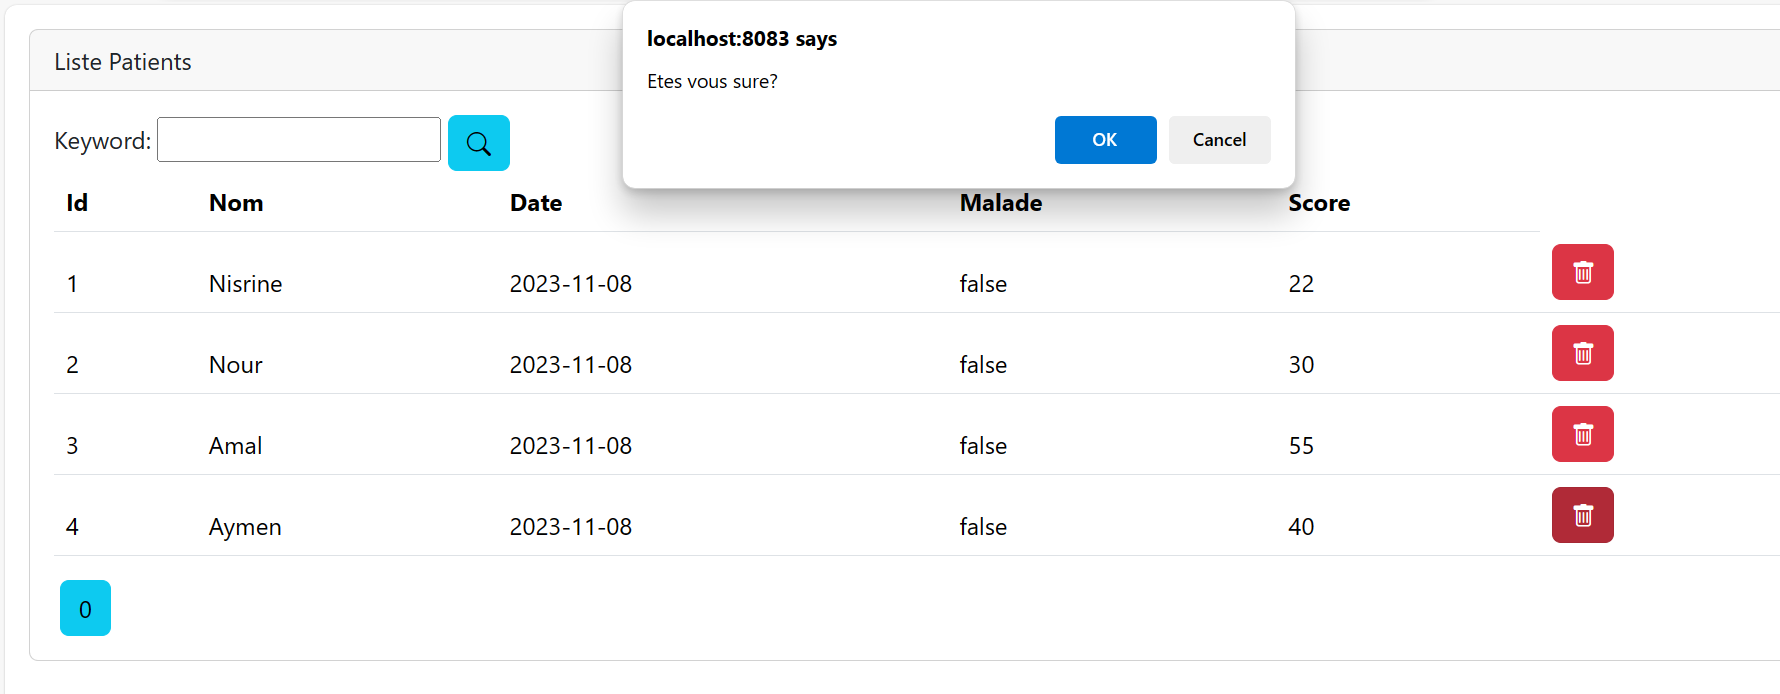 localhost:8083 says
Etes vous sure?
OK Cancel
Liste Patients
Keyword:
Id Nom Date Malade Score
1 Nisrine 2023-11-08 false 22
2 Nour 2023-11-08 false 30
3 Amal 2023-11-08 false 55
4 Aymen 2023-11-08 false 40
0